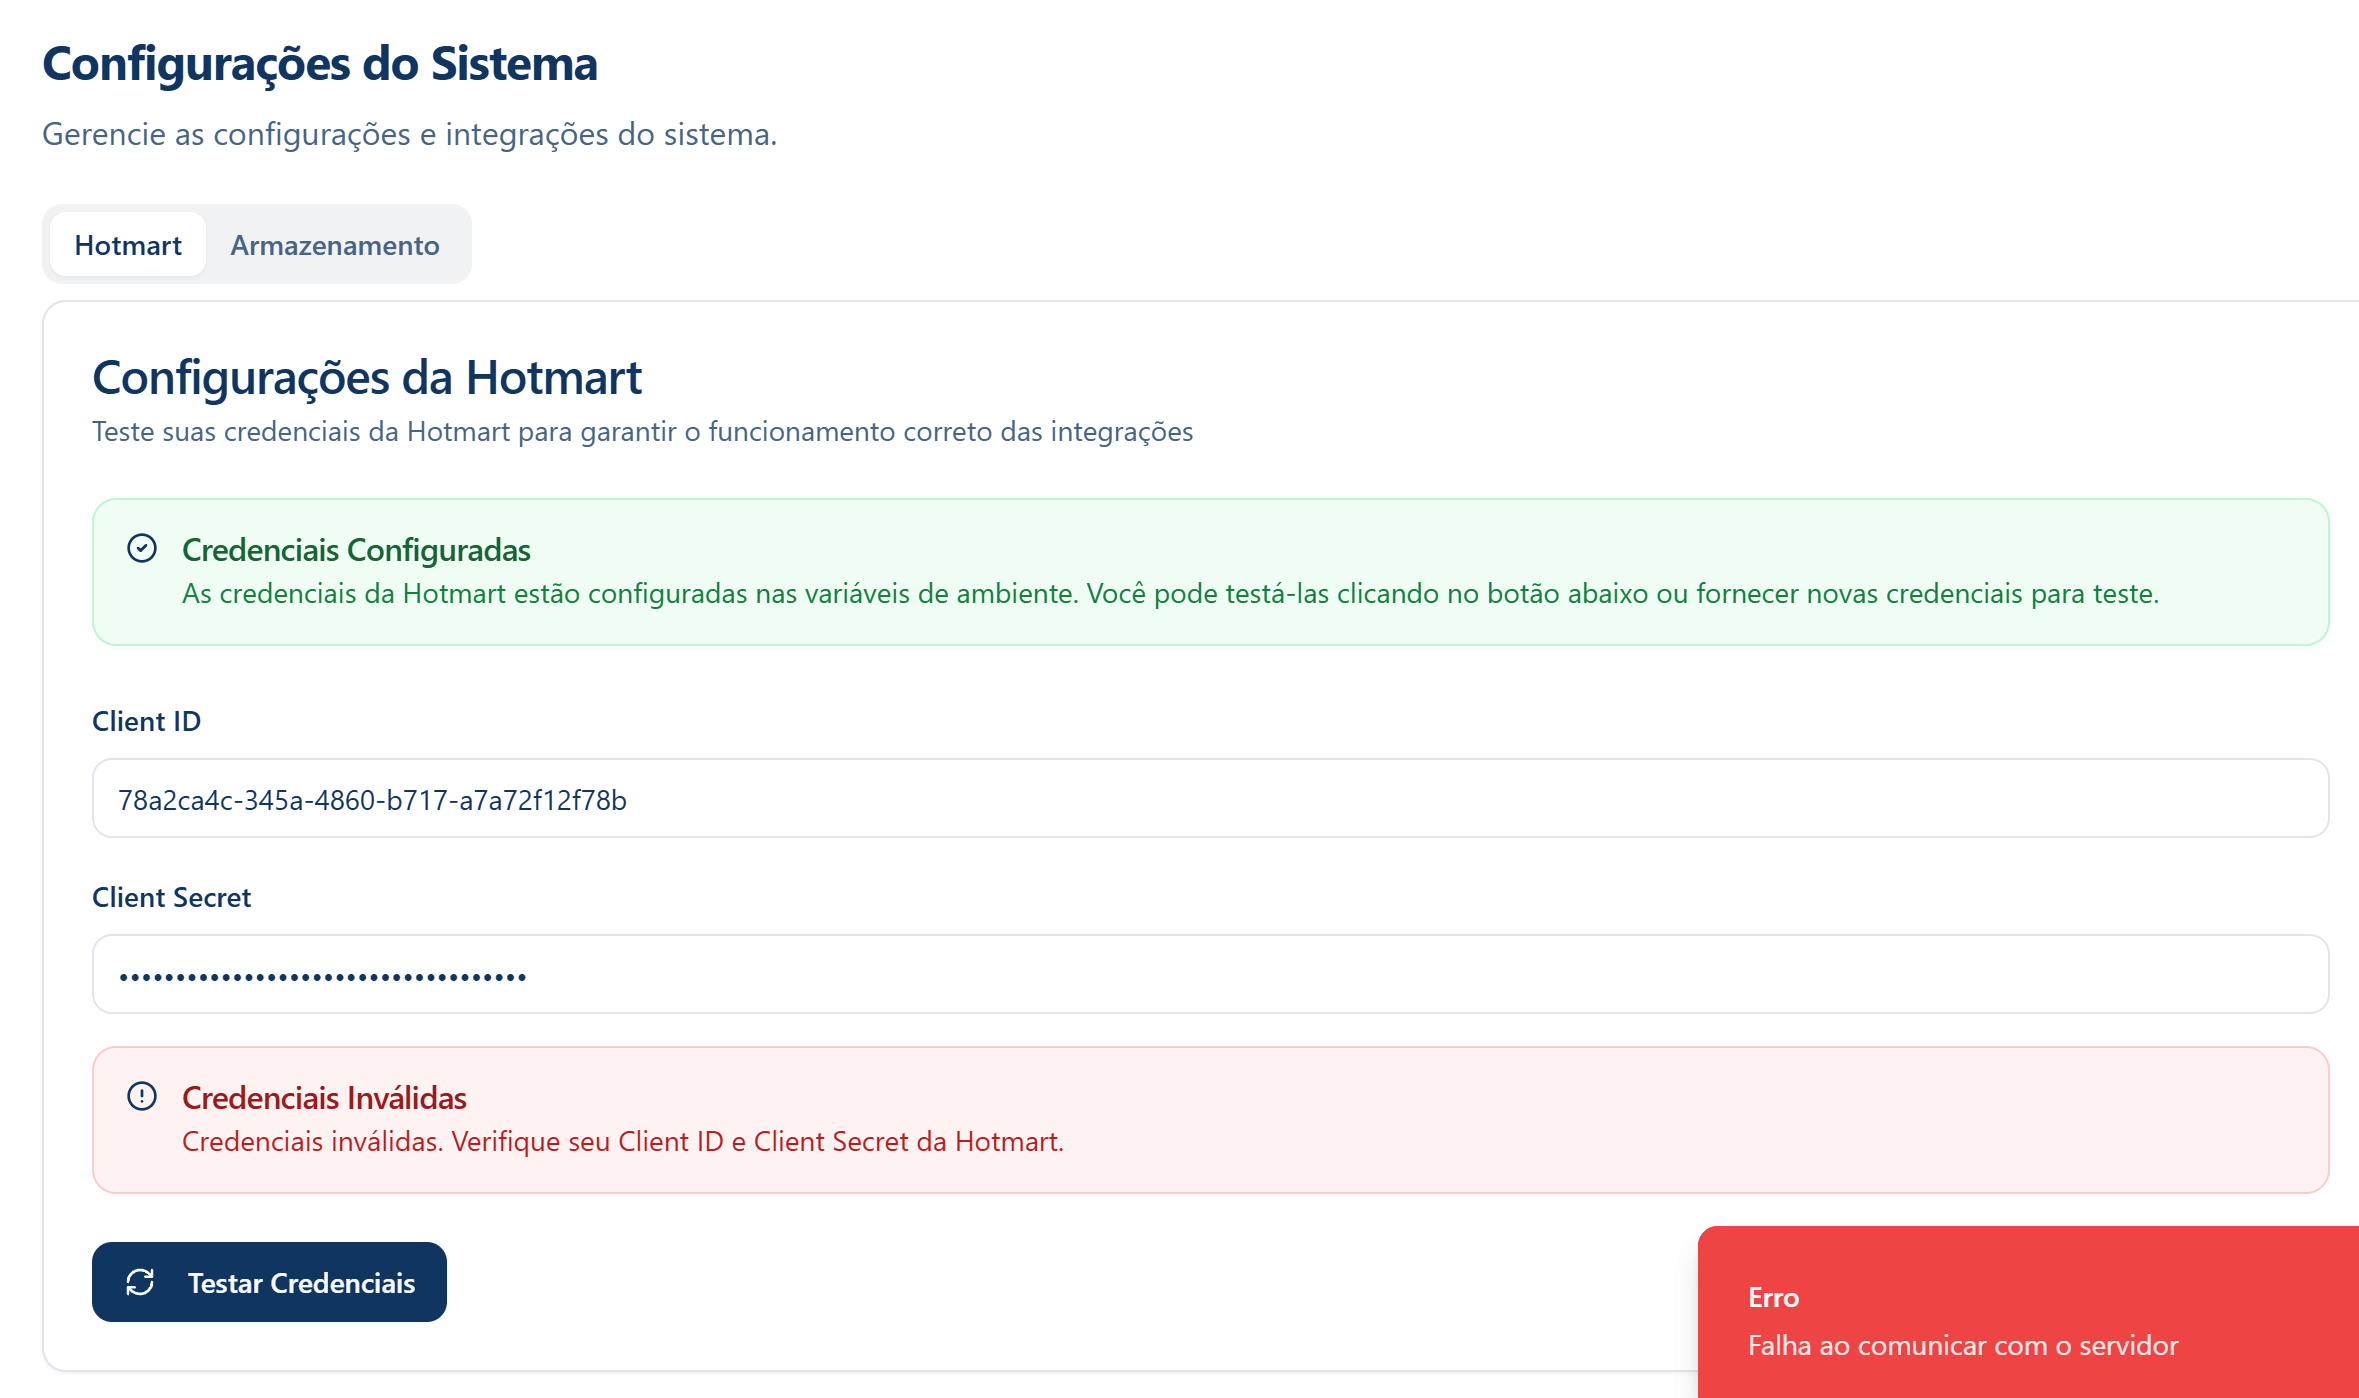 Configurações do Sistema
Gerencie as configurações e integrações do sistema.
Hotmart
Armazenamento
Configurações da Hotmart
Teste suas credenciais da Hotmart para garantir o funcionamento correto das integrações
Credenciais Configuradas
As credenciais da Hotmart estão configuradas nas variáveis de ambiente. Você pode testá-las clicando no botão abaixo ou fornecer novas credenciais para teste.
Client ID
78a2ca4c-345a-4860-b717-a7a72f12f78b
Client Secret
••••••••••••••••••••••••••••••••••••
Credenciais Inválidas
Credenciais inválidas. Verifique seu Client ID e Client Secret da Hotmart.
Testar Credenciais
Erro
Falha ao comunicar com o servidor